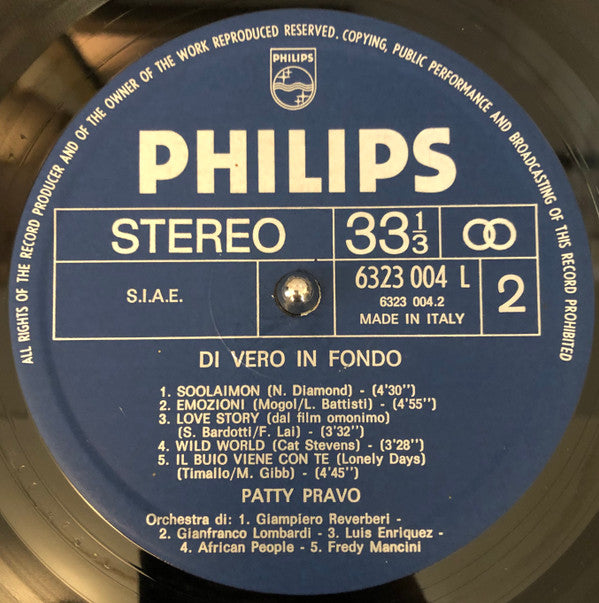 ALL RIGHTS OF THE RECORD PRODUCER AND OF THE OWNER OF THE WORK REPRODUCED RESERVED. COPYING, PUBLIC PERFORMANCE AND BROADCASTING OF THIS RECORD PROHIBITED
PHILIPS
PHILIPS
STEREO 33 1/3
S.I.A.E. 6323 004 L 2
6323 004.2
MADE IN ITALY
DI VERO IN FONDO
1. SOOLAIMON (N. Diamond) - (4'30")
2. EMOZIONI (Mogol/L. Battisti) - (4'55")
3. LOVE STORY (dal film omonimo)
(S. Bardotti/F. Lai) - (3'32")
4. WILD WORLD (Cat Stevens) - (3'28")
5. IL BUIO VIENE CON TE (Lonely Days)
(Timallo/M. Gibb) - (4'45")
PATTY PRAVO
Orchestra di: 1. Giampiero Reverberi -
2. Gianfranco Lombardi - 3. Luis Enriquez -
4. African People - 5. Fredy Mancini